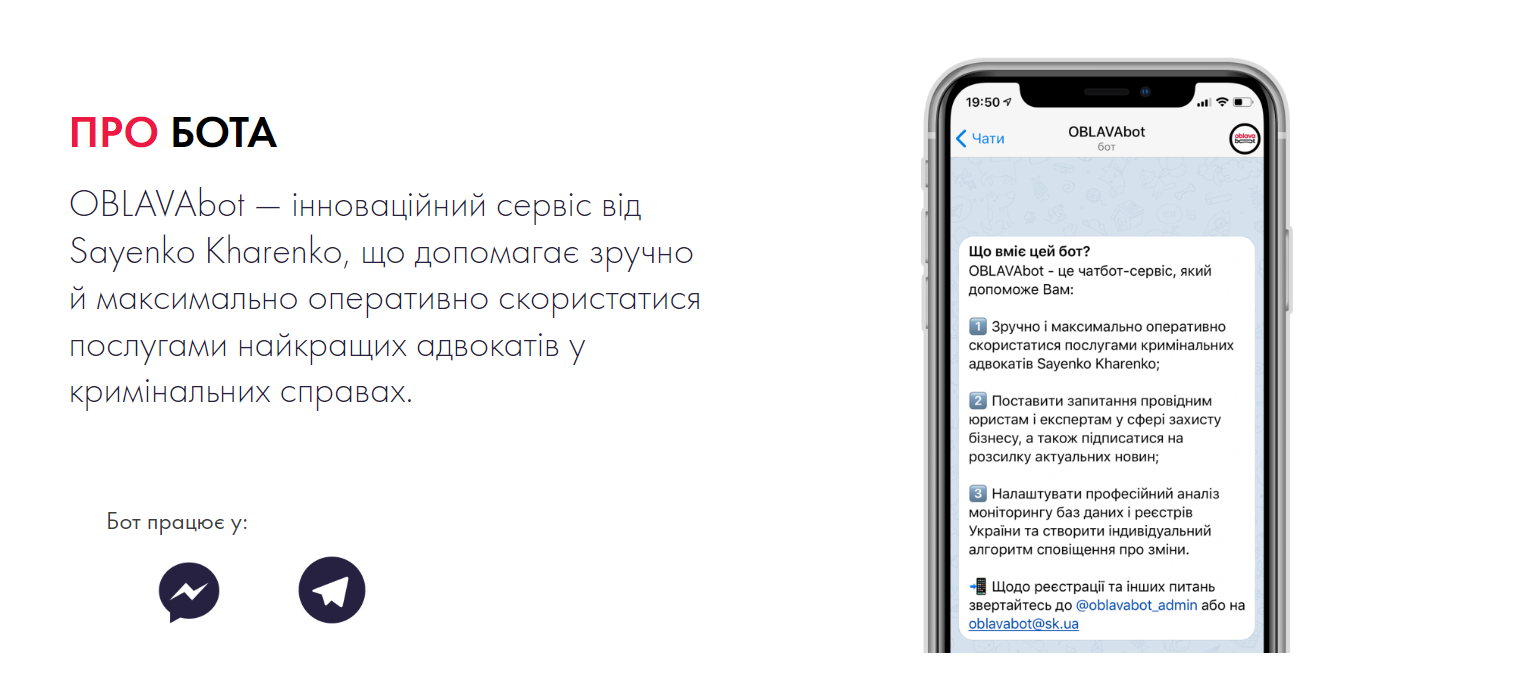 ПРО БОТА
OBLAVAbot — інноваційний сервіс від
Sayenko Kharenko, що допомагає зручно
й максимально оперативно скористатися
послугами найкращих адвокатів у
кримінальних справах.
Бот працює у:
19:50
Чати
OBLAVAbot
бот
oblava
Що вміє цей бот?
OBLAVAbot - це чатбот-сервіс, який
допоможе Вам:
1 Зручно і максимально оперативно
скористатися послугами кримінальних
адвокатів Sayenko Kharenko;
2 Поставити запитання провідним
юристам і експертам у сфері захисту
бізнесу, а також підписатися на
розсилку актуальних новин;
3 Налаштувати професійний аналіз
моніторингу баз даних і реєстрів
України та створити індивідуальний
алгоритм сповіщення про зміни.
Щодо реєстрації та інших питань
звертайтесь до @oblavabot_admin або на
oblavabot@sk.ua